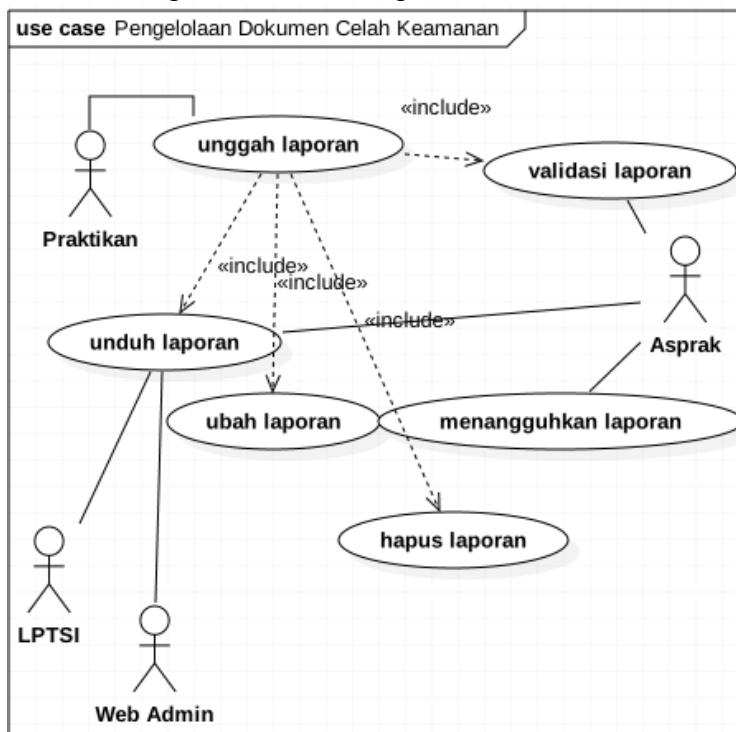 use case Pengelolaan Dokumen Celah Keamanan
«include»
unggah laporan
validasi laporan
Praktikan
«include»
«include»
«include»
Asprak
unduh laporan
ubah laporan
menangguhkan laporan
hapus laporan
LPTSI
Web Admin